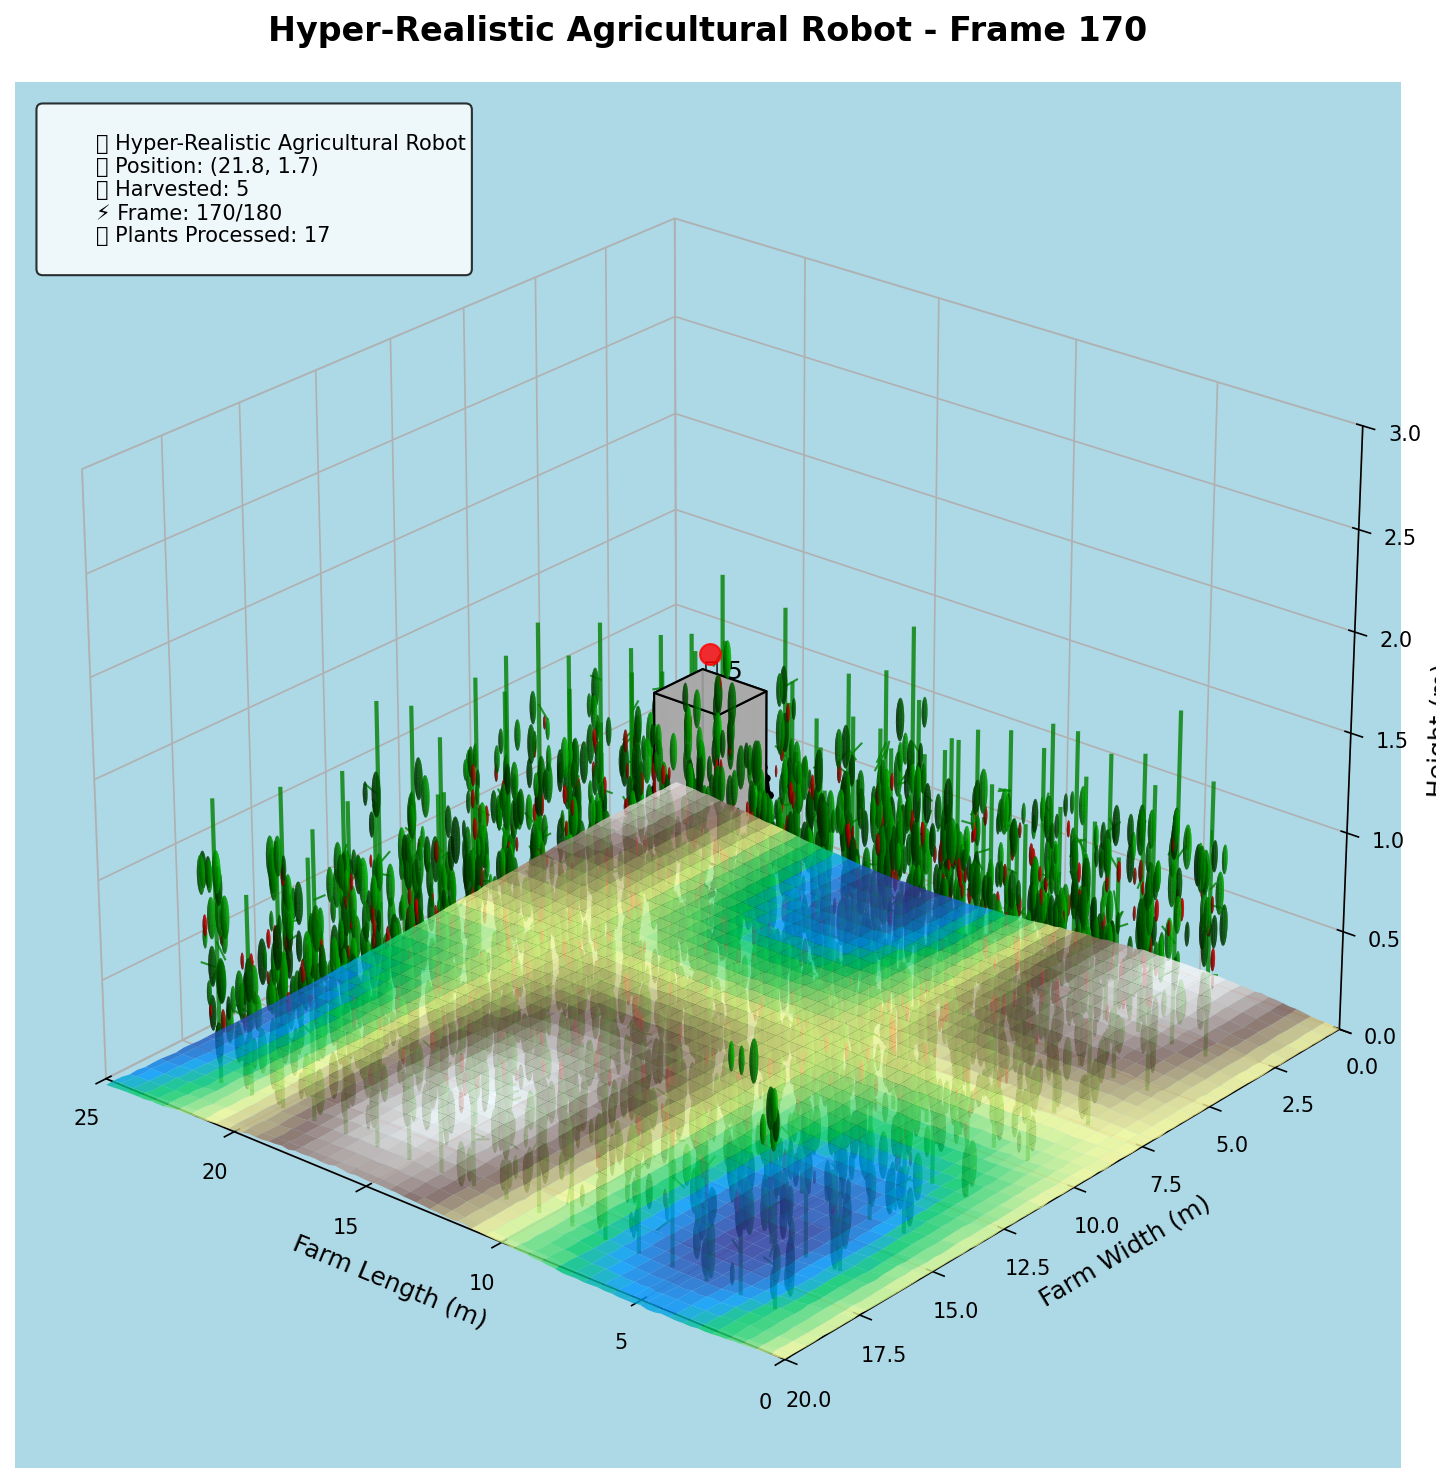 Hyper-Realistic Agricultural Robot - Frame 170
▯ Hyper-Realistic Agricultural Robot
▯ Position: (21.8, 1.7)
▯ Harvested: 5
⚡ Frame: 170/180
▯ Plants Processed: 17
▯ 5
3.0
2.5
2.0
1.5
1.0
0.5
0.0
Height (m)
0.0
2.5
5.0
7.5
10.0
12.5
15.0
17.5
20.0
Farm Width (m)
25
20
15
10
5
0
Farm Length (m)